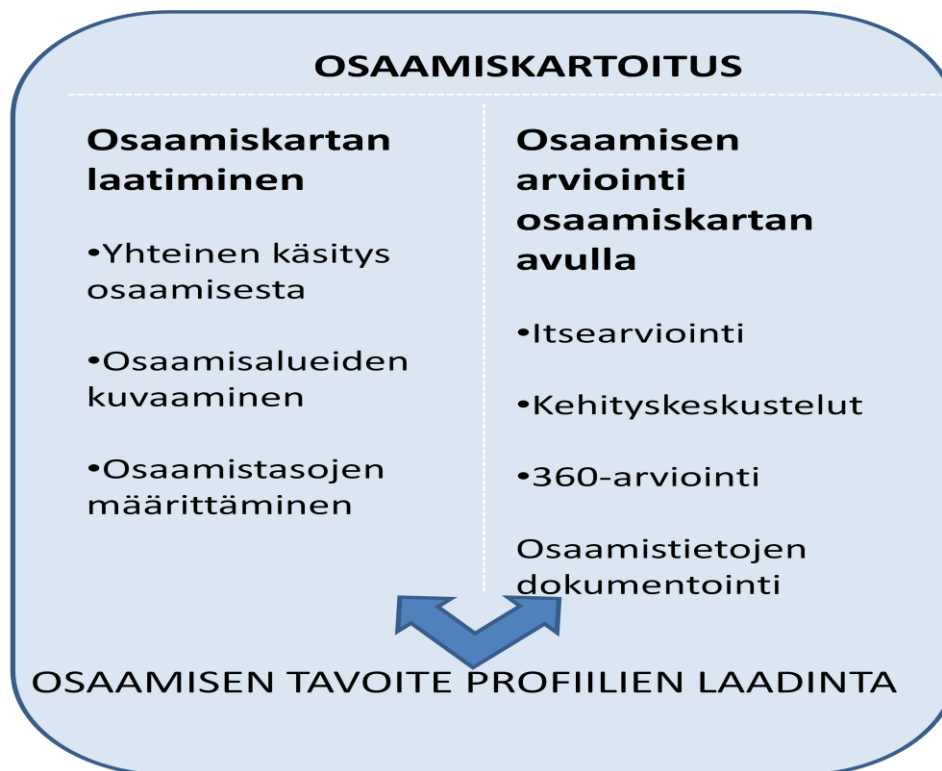 OSAAMISKARTOITUS
Osaamiskartan
laatiminen
•Yhteinen käsitys
osaamisesta
•Osaamisalueiden
kuvaaminen
•Osaamistasojen
määrittäminen
Osaamisen
arviointi
osaamiskartan
avulla
•Itsearviointi
•Kehityskeskustelut
•360-arviointi
Osaamistietojen
dokumentointi
OSAAMISEN TAVOITE PROFIILIEN LAADINTA